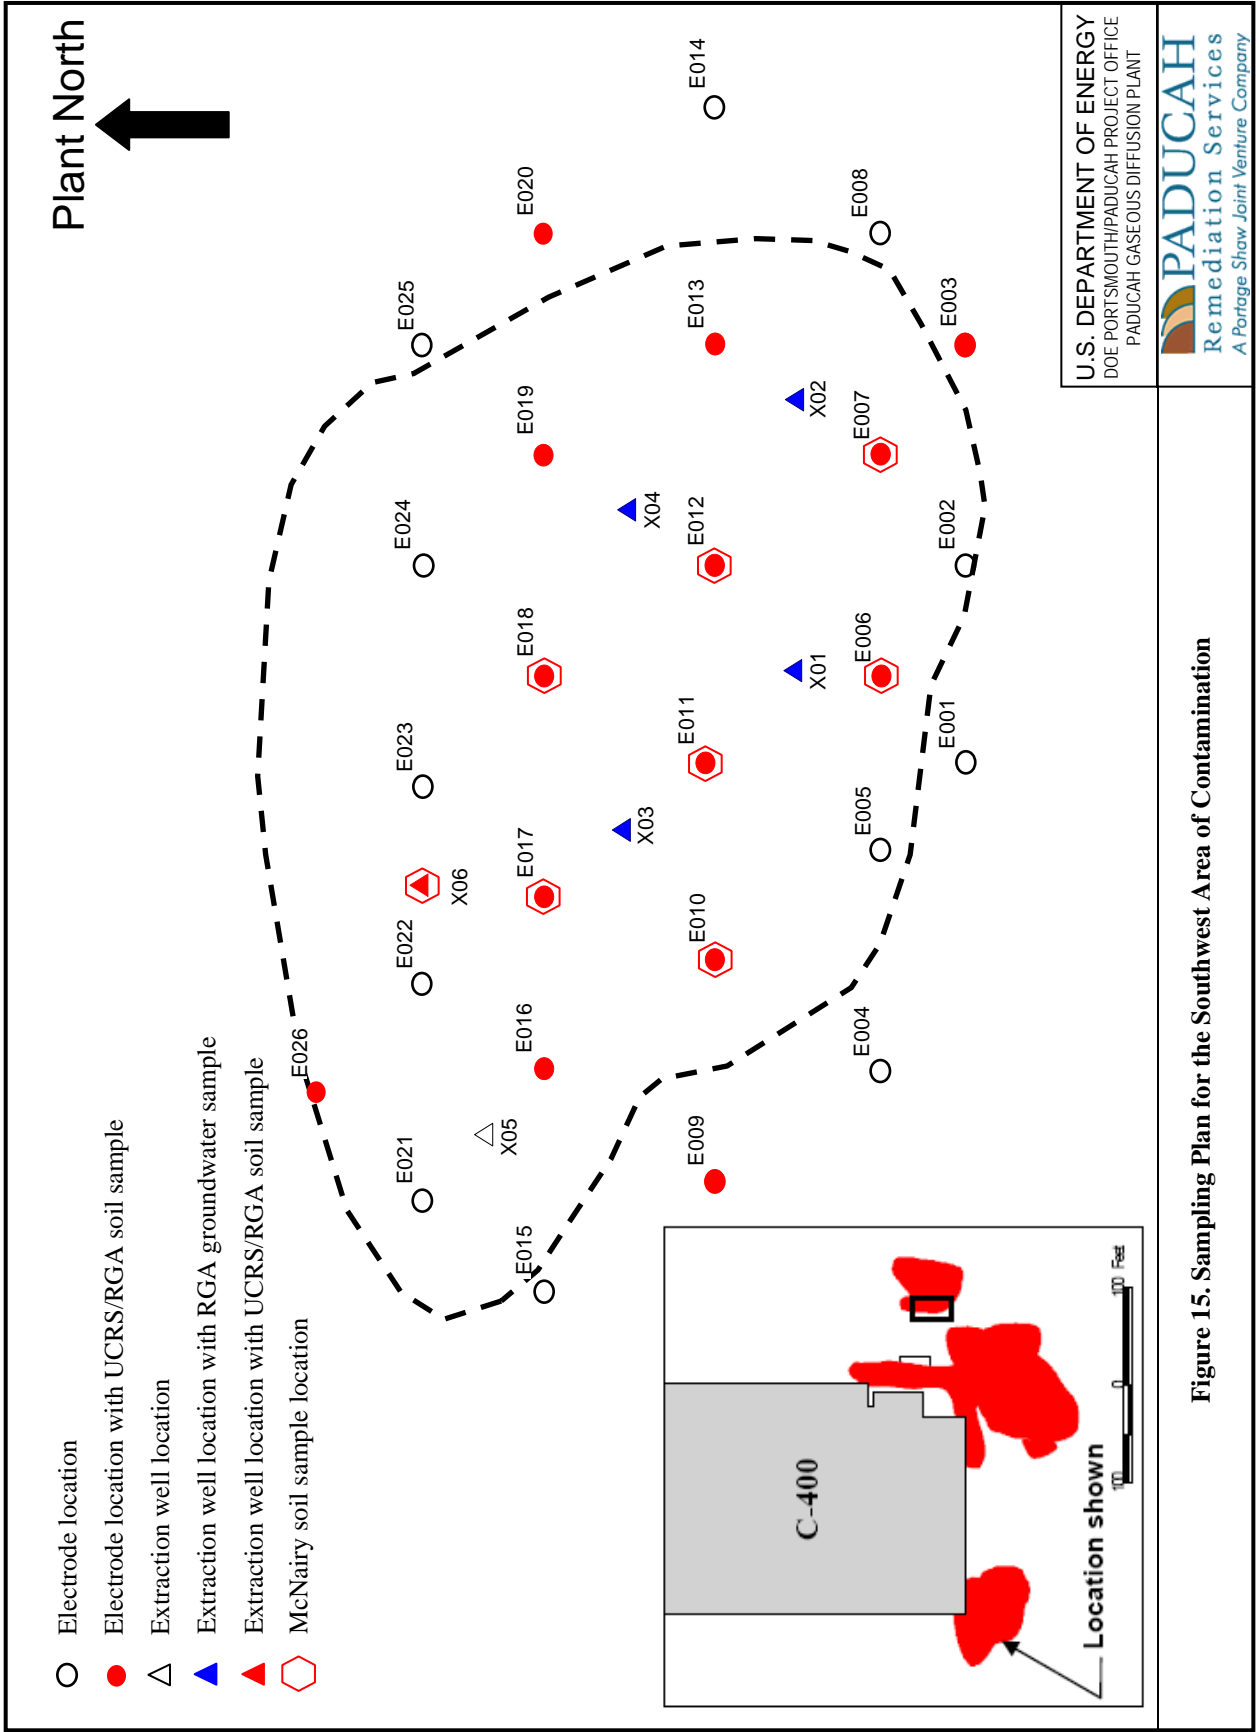 Plant North
Electrode location
Electrode location with UCRS/RGA soil sample
Extraction well location
Extraction well location with RGA groundwater sample
Extraction well location with UCRS/RGA soil sample
McNairy soil sample location
E026
E021
E022
E023
E024
E025
X06
X05
E015
E016
E017
E018
E019
E020
X03
X04
E009
E010
E011
E012
E013
E014
X01
X02
E004
E005
E006
E007
E008
E001
E002
E003
C-400
Location shown
100 0 100 Feet
U.S. DEPARTMENT OF ENERGY
DOE PORTSMOUTH/PADUCAH PROJECT OFFICE
PADUCAH GASEOUS DIFFUSION PLANT
PADUCAH
Remediation Services
A Portage Shaw Joint Venture Company
Figure 15. Sampling Plan for the Southwest Area of Contamination